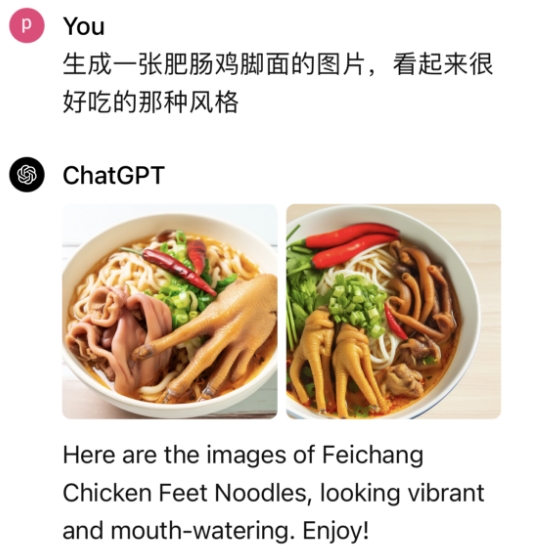 p
You
生成一张肥肠鸡脚面的图片，看起来很
好吃的那种风格
ChatGPT
Here are the images of Feichang
Chicken Feet Noodles, looking vibrant
and mouth-watering. Enjoy!